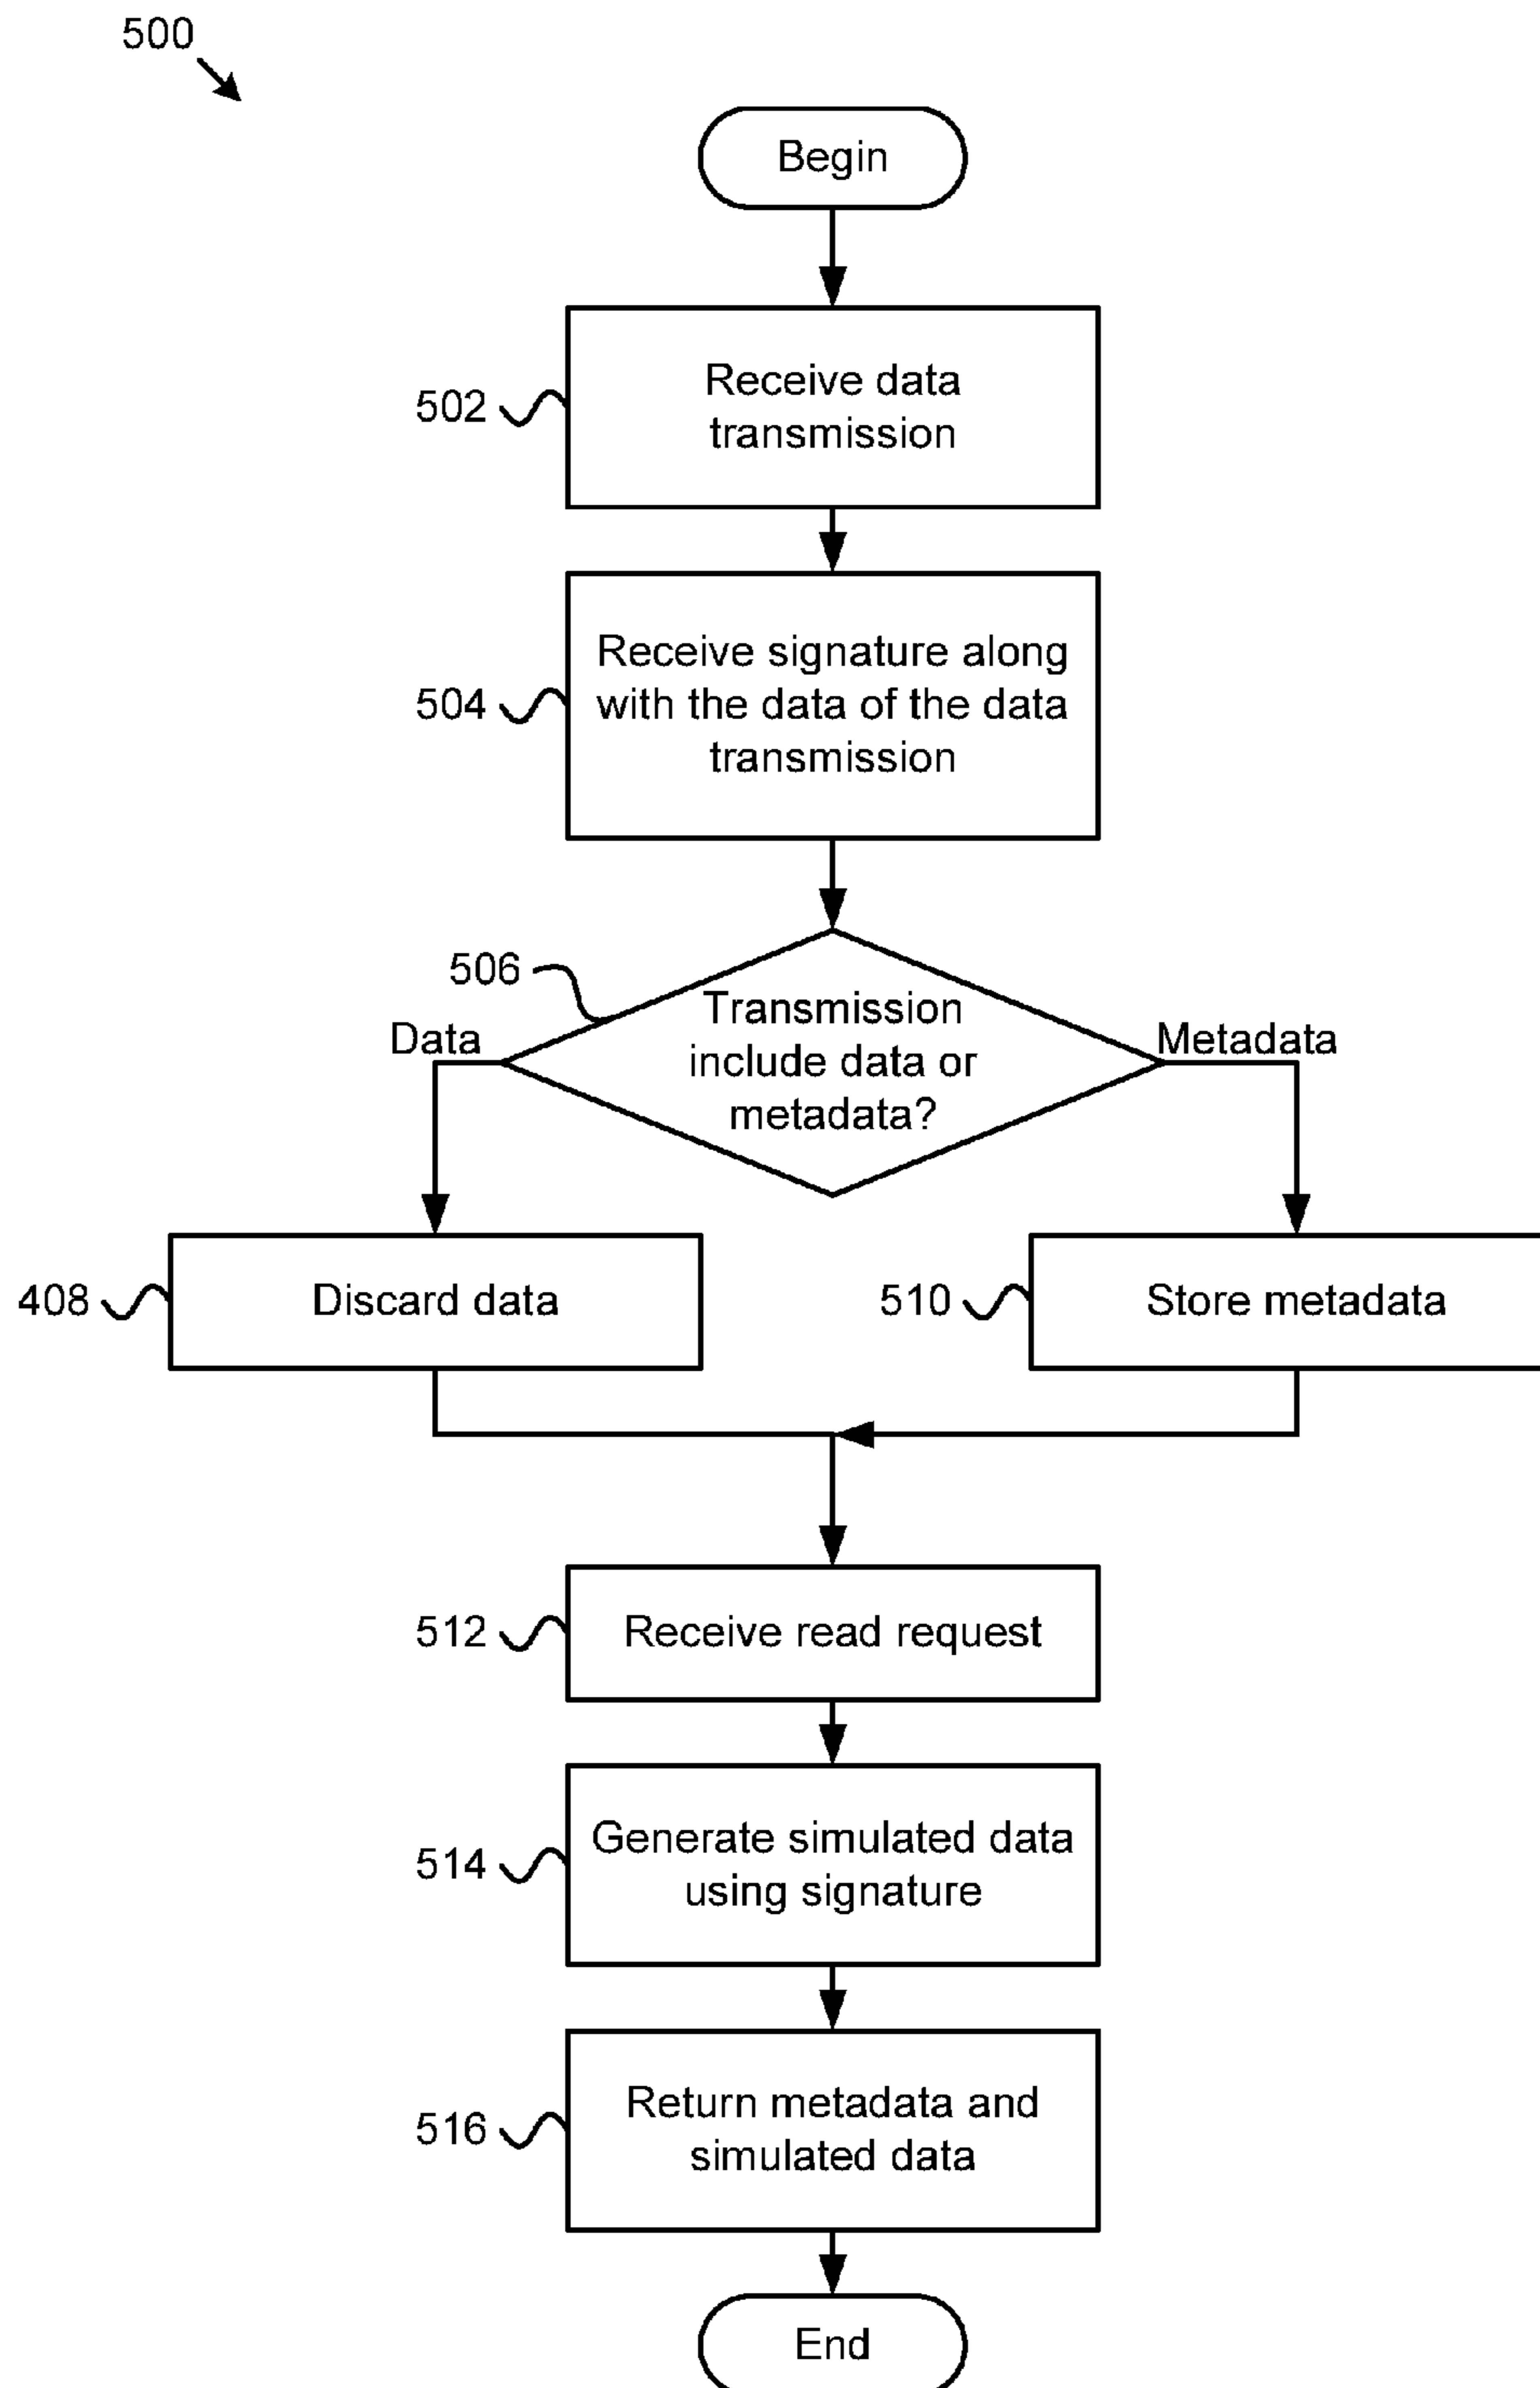 500
Begin
502
Receive data
transmission
504
Receive signature along
with the data of the data
transmission
506
Transmission
include data or
metadata?
Data
Metadata
408
Discard data
510
Store metadata
512
Receive read request
514
Generate simulated data
using signature
516
Return metadata and
simulated data
End